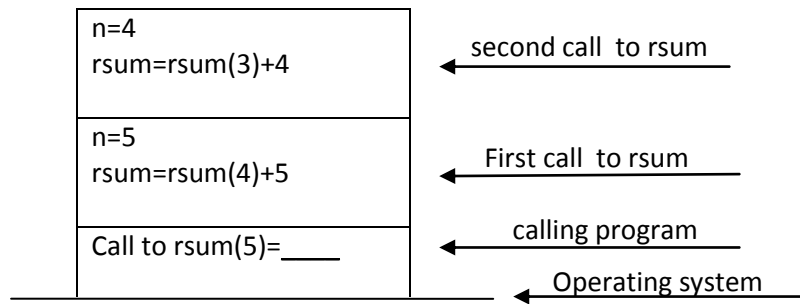 n=4
rsum=rsum(3)+4
second call to rsum
n=5
rsum=rsum(4)+5
First call to rsum
Call to rsum(5)=____
calling program
Operating system